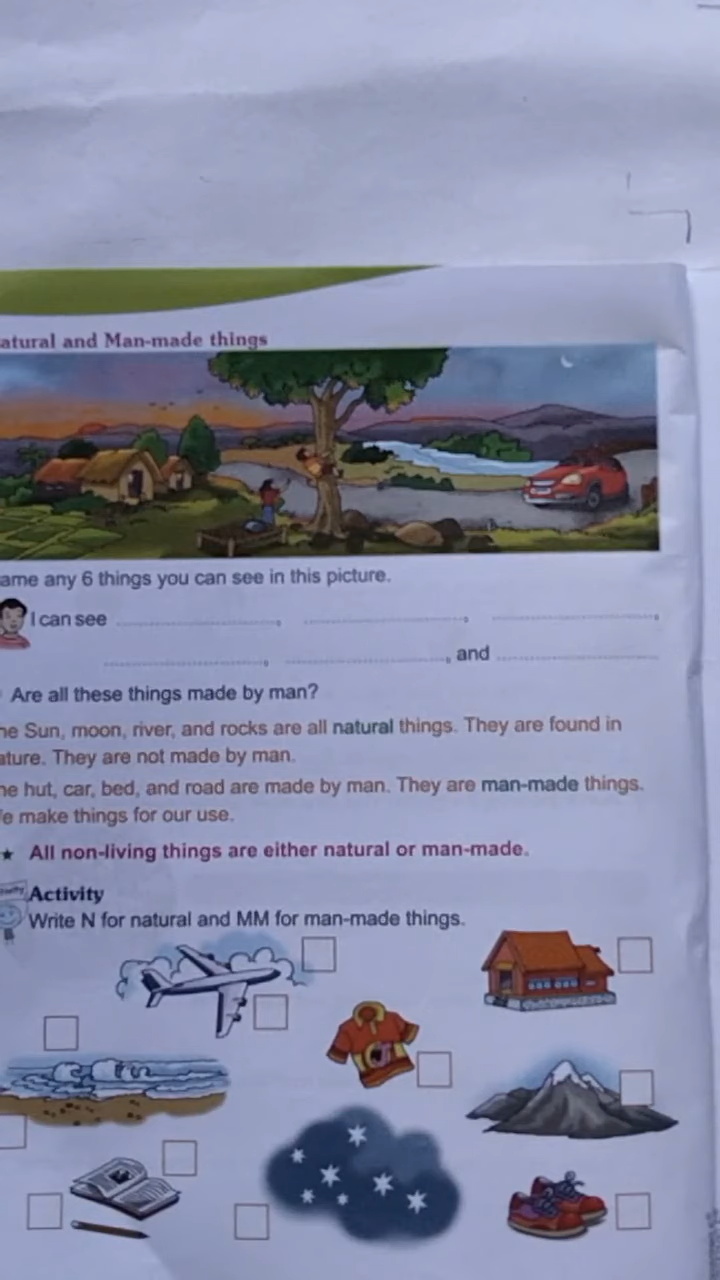 atural and Man-made things
ame any 6 things you can see in this picture.
I can see ............, ............, ............,
............, ............, and ............
Are all these things made by man?
he Sun, moon, river, and rocks are all natural things. They are found in
ature. They are not made by man.
he hut, car, bed, and road are made by man. They are man-made things.
e make things for our use.
★ All non-living things are either natural or man-made.
Activity
Write N for natural and MM for man-made things.